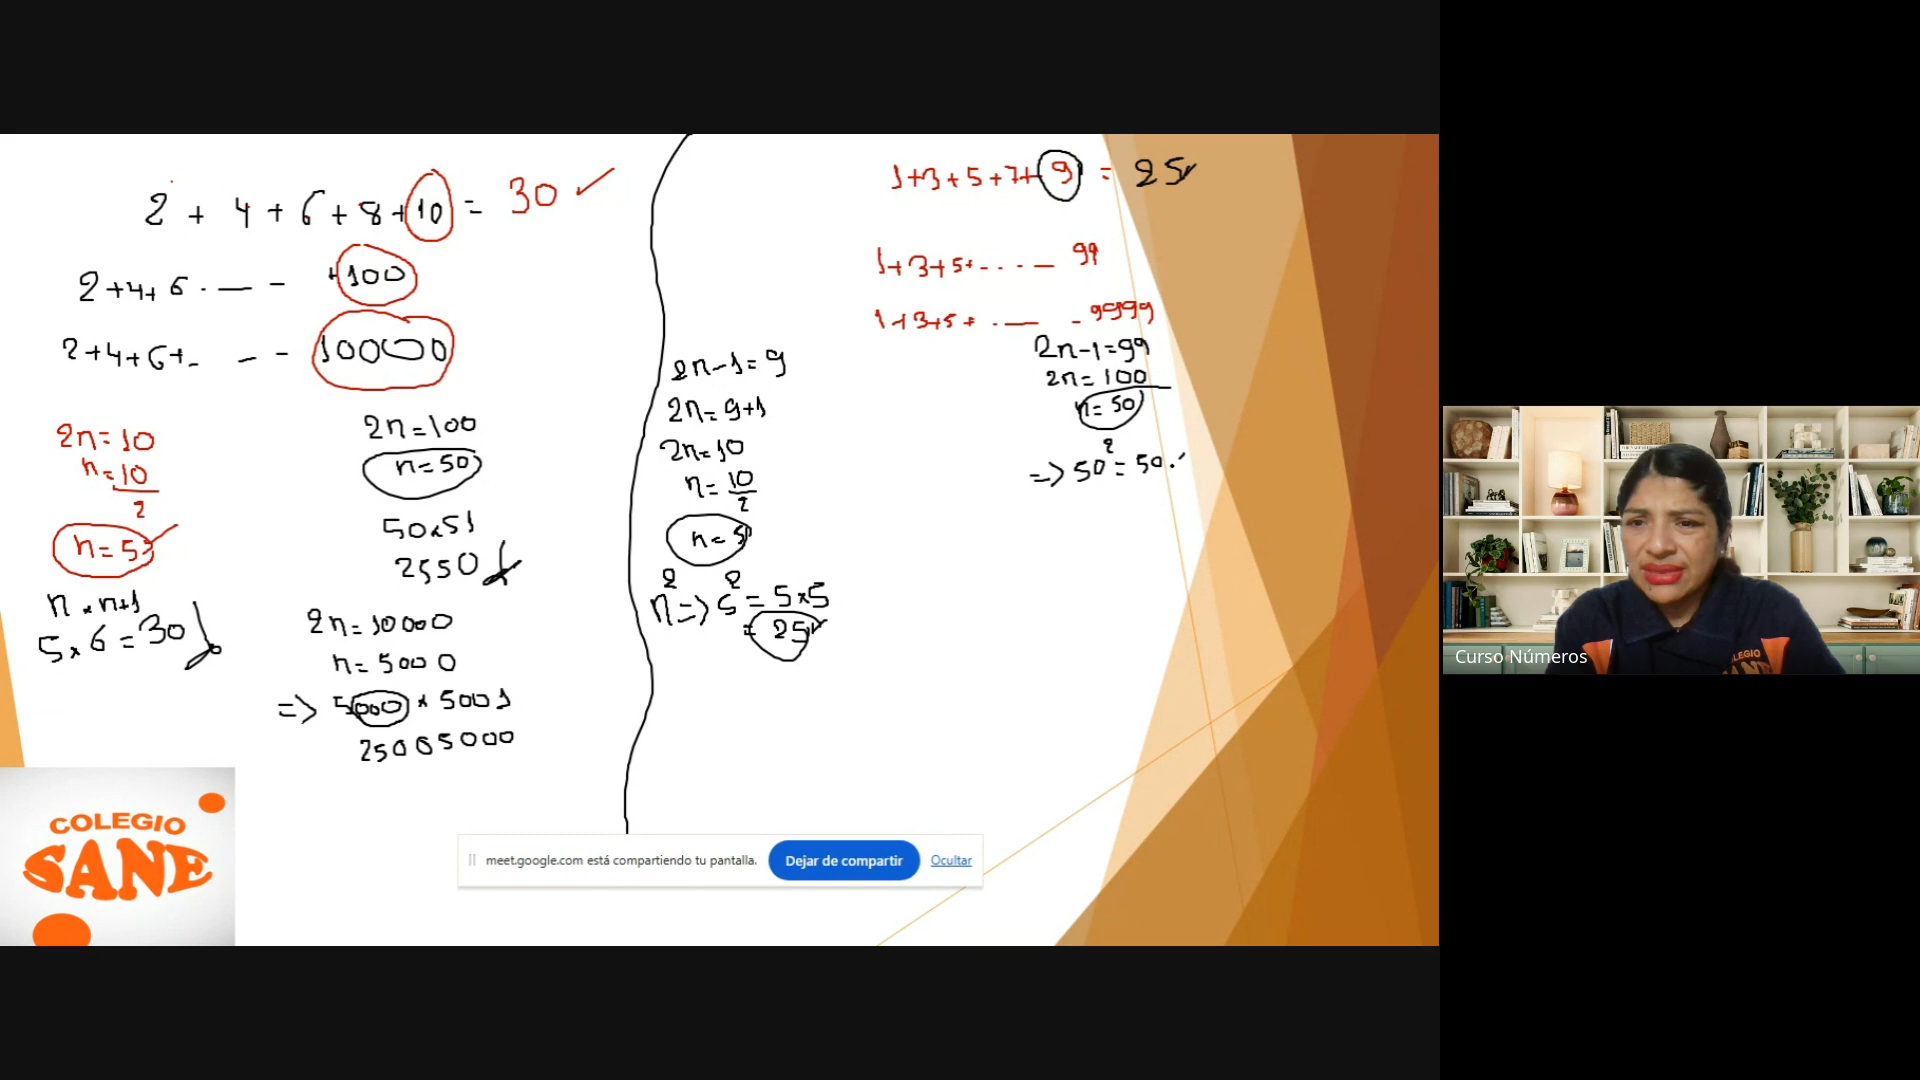 2 + 4 + 6 + 8 + 10 = 30
2 + 4 + 6 . — - +100
2 + 4 + 6 + - — - 10000
2n = 10
n = 10
2
n = 5
n × n+1
5 × 6 = 30
2n = 100
n = 50
50 × 51
2550
2n = 10000
n = 5000
=> 5000 × 5001
25005000
1 + 3 + 5 + 7 + 9 = 25
1 + 3 + 5 + - . . . — 99
1 + 3 + 5 + . — - 9999
2n - 1 = 9
2n = 9 + 1
2n = 10
n = 10
2
n = 5
n² => 5² = 5 × 5
= 25
2n - 1 = 99
2n = 100
n = 50
=> 50² = 50.
COLEGIO
SANE
meet.google.com está compartiendo tu pantalla. Dejar de compartir Ocultar
Curso Números